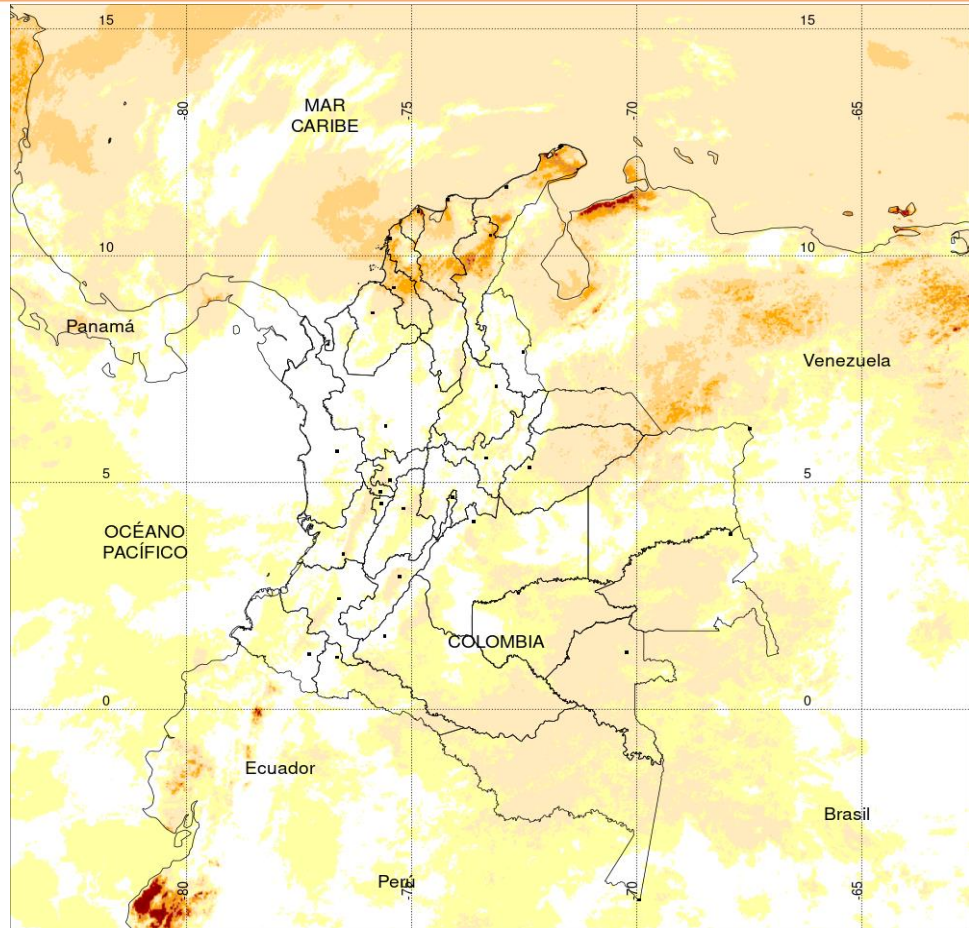 15
15
-80
-75
-70
-65
MAR
CARIBE
10
10
Panamá
Venezuela
5
5
OCÉANO
PACÍFICO
COLOMBIA
0
0
Ecuador
Brasil
Perú
-80
-75
-70
-65